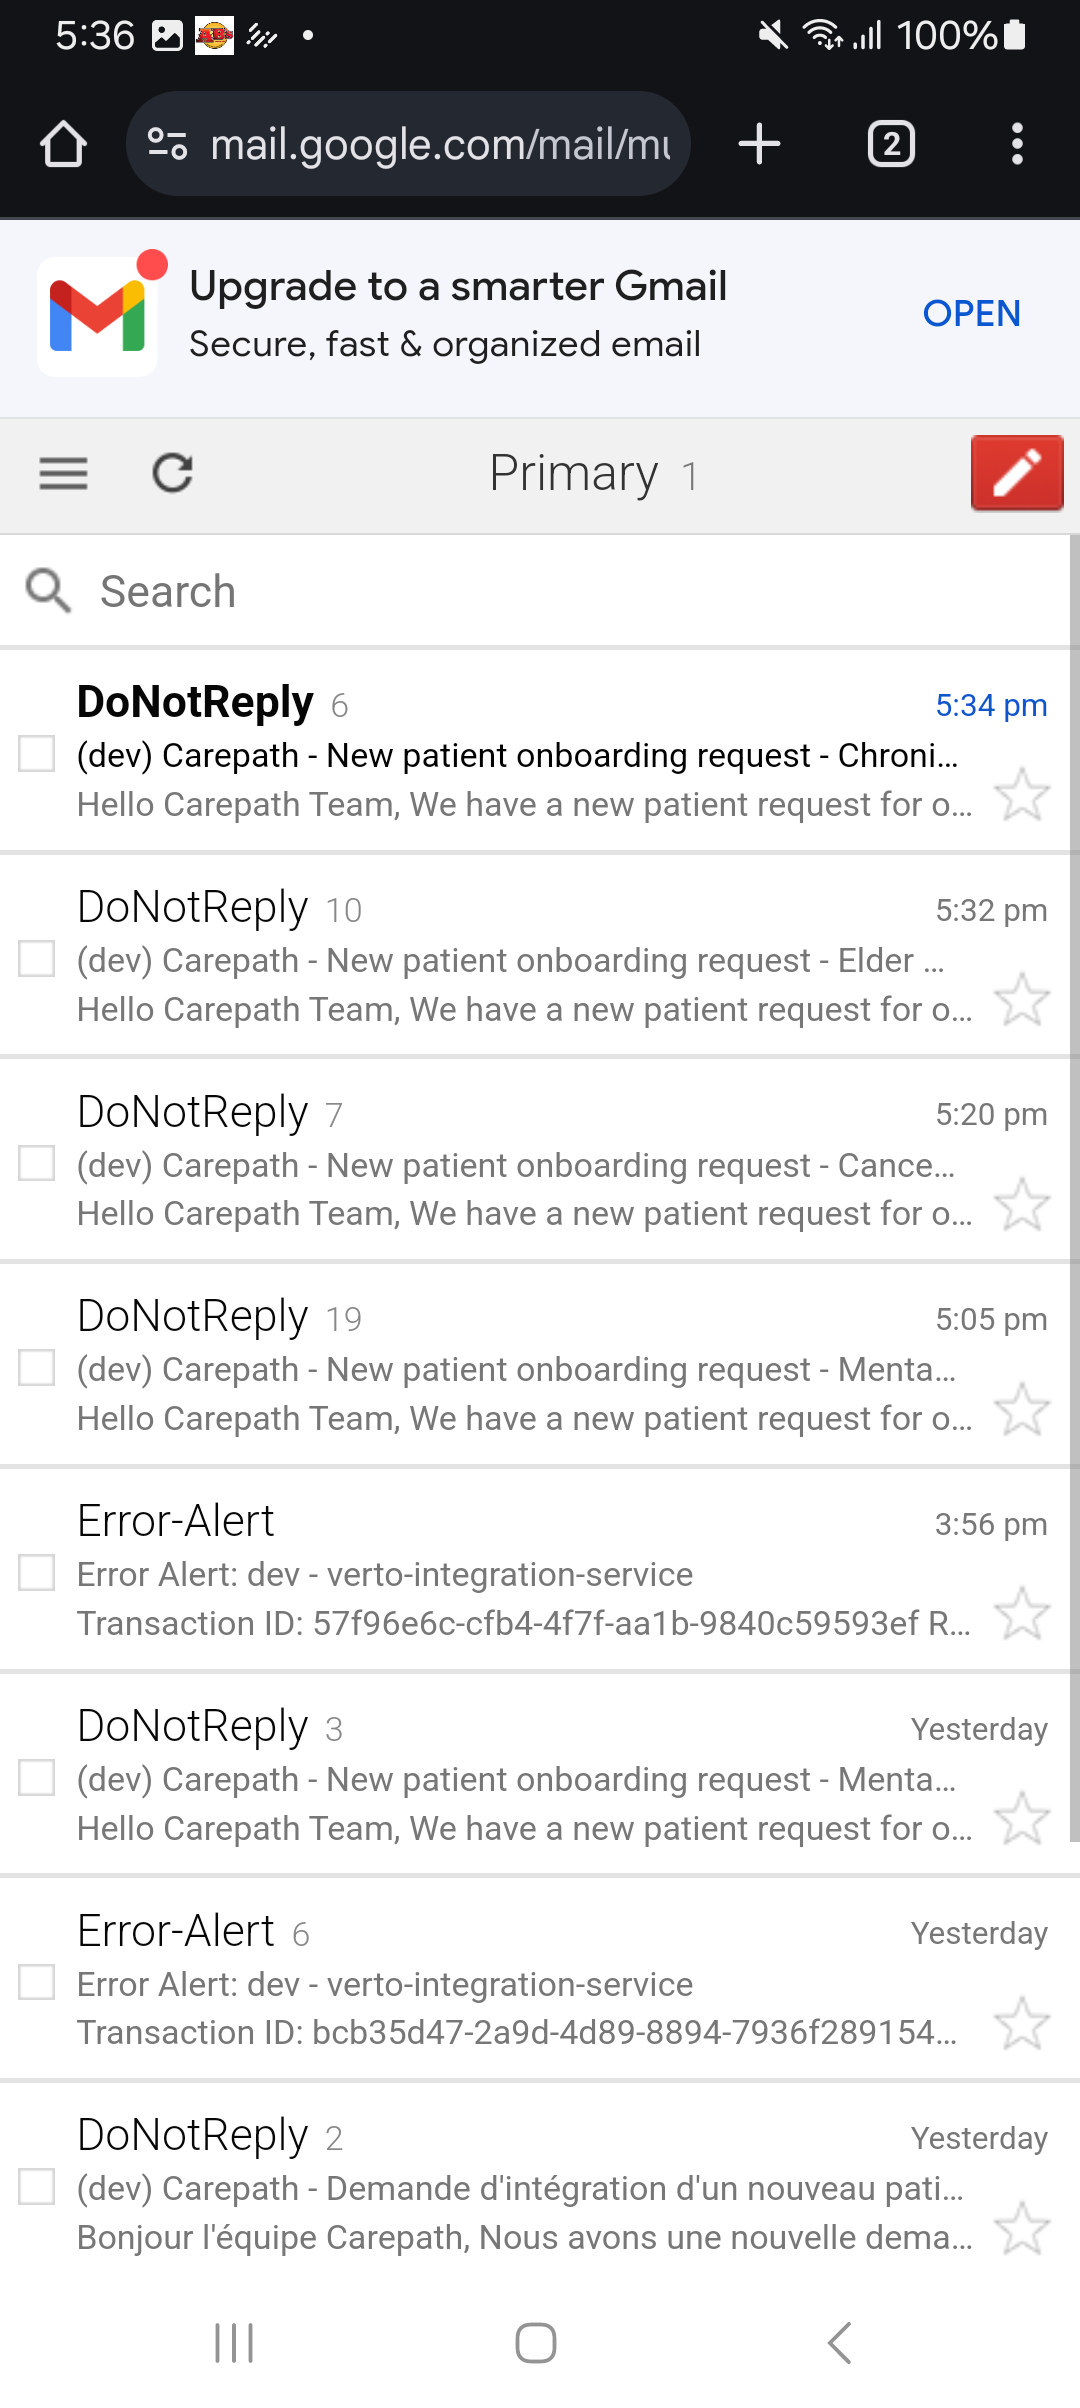 5:36
100%
mail.google.com/mail/mu
2
Upgrade to a smarter Gmail
Secure, fast & organized email
OPEN
Primary 1
Search
DoNotReply 6 5:34 pm
(dev) Carepath - New patient onboarding request - Chroni...
Hello Carepath Team, We have a new patient request for o...
DoNotReply 10 5:32 pm
(dev) Carepath - New patient onboarding request - Elder ...
Hello Carepath Team, We have a new patient request for o...
DoNotReply 7 5:20 pm
(dev) Carepath - New patient onboarding request - Cance...
Hello Carepath Team, We have a new patient request for o...
DoNotReply 19 5:05 pm
(dev) Carepath - New patient onboarding request - Menta...
Hello Carepath Team, We have a new patient request for o...
Error-Alert 3:56 pm
Error Alert: dev - verto-integration-service
Transaction ID: 57f96e6c-cfb4-4f7f-aa1b-9840c59593ef R...
DoNotReply 3 Yesterday
(dev) Carepath - New patient onboarding request - Menta...
Hello Carepath Team, We have a new patient request for o...
Error-Alert 6 Yesterday
Error Alert: dev - verto-integration-service
Transaction ID: bcb35d47-2a9d-4d89-8894-7936f289154...
DoNotReply 2 Yesterday
(dev) Carepath - Demande d'intégration d'un nouveau pati...
Bonjour l'équipe Carepath, Nous avons une nouvelle dema...